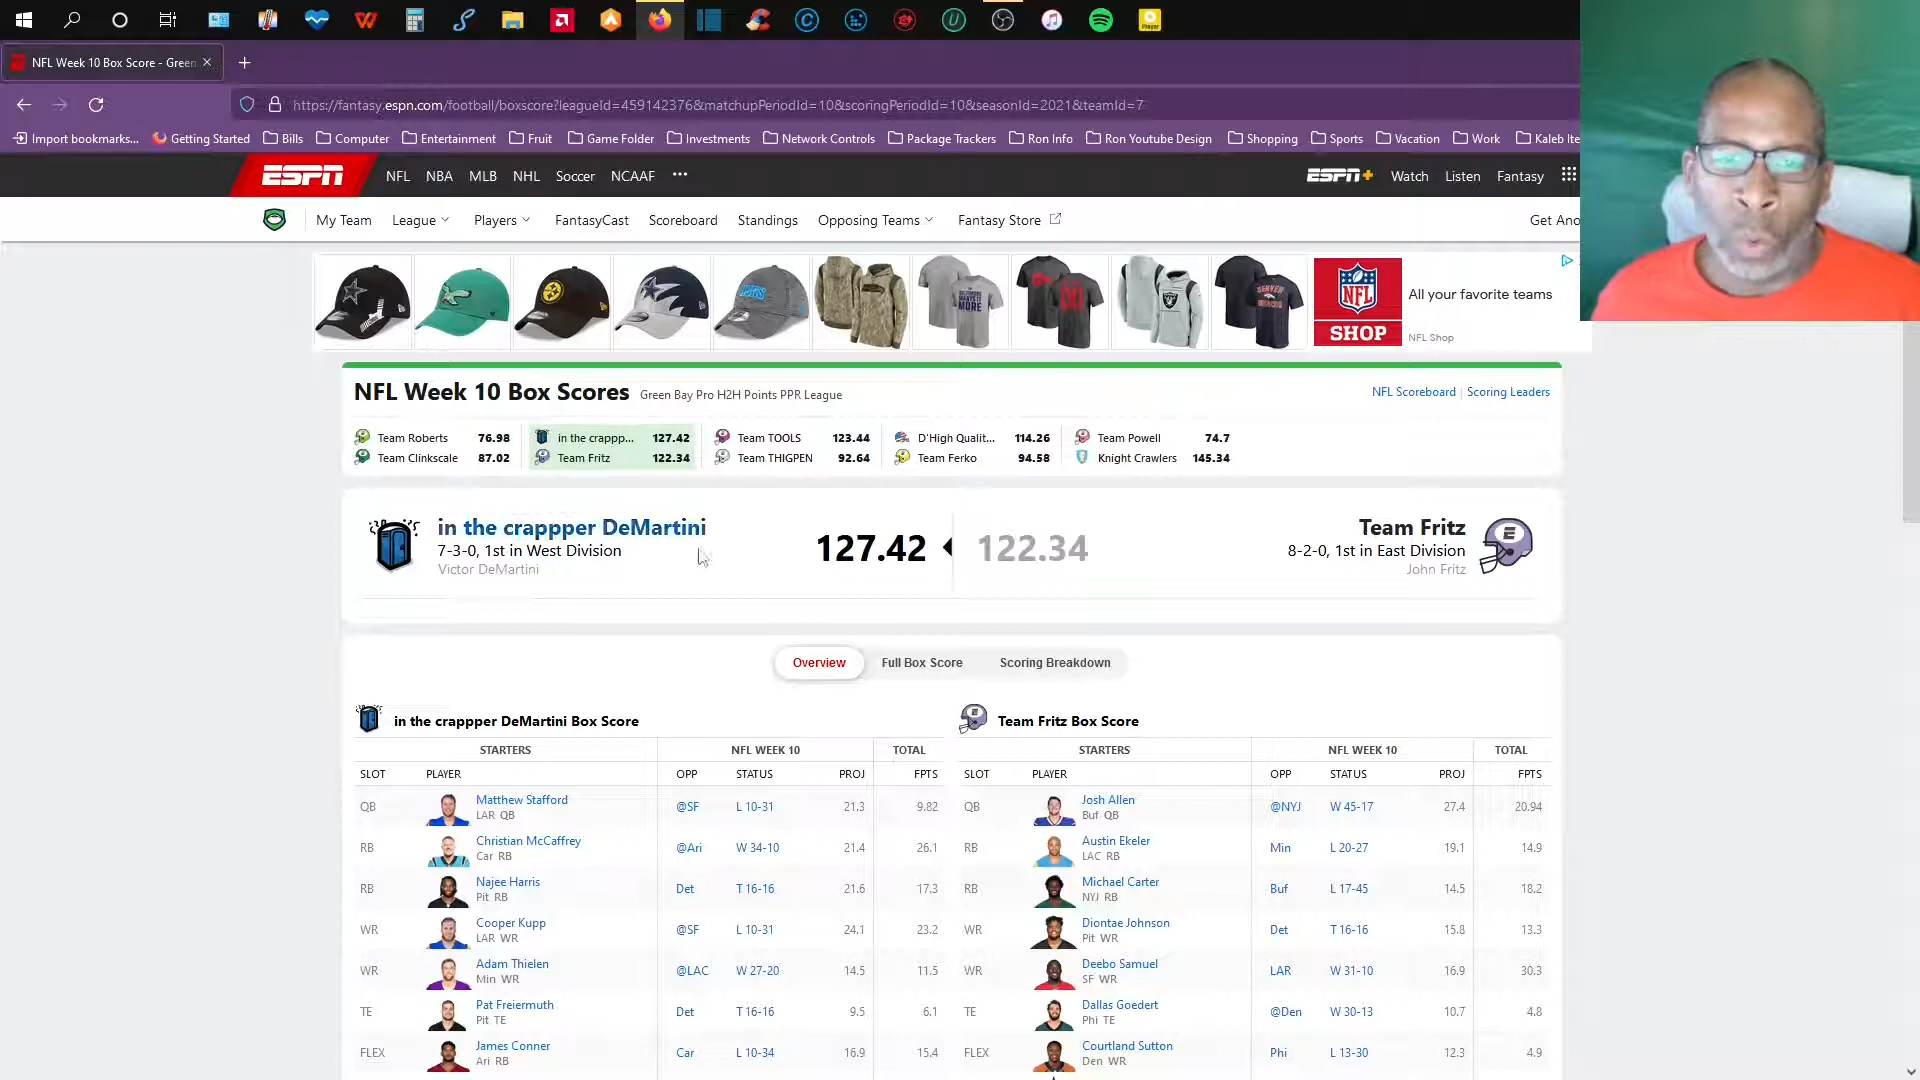 NFL Week 10 Box Score - Green
https://fantasy.espn.com/football/boxscore?leagueId=459142376&matchupPeriodId=10&scoringPeriodId=10&seasonId=2021&teamId=7
Import bookmarks... Getting Started Bills Computer Entertainment Fruit Game Folder Investments Network Controls Package Trackers Ron Info Ron Youtube Design Shopping Sports Vacation Work Kaleb Ite
ESPN NFL NBA MLB NHL Soccer NCAAF ESPN+ Watch Listen Fantasy
My Team League Players FantasyCast Scoreboard Standings Opposing Teams Fantasy Store Get Ano
NFL
SHOP
All your favorite teams
NFL Shop
NFL Week 10 Box Scores Green Bay Pro H2H Points PPR League NFL Scoreboard | Scoring Leaders
Team Roberts 76.98 in the crappp... 127.42 Team TOOLS 123.44 D'High Qualit... 114.26 Team Powell 74.7
Team Clinkscale 87.02 Team Fritz 122.34 Team THIGPEN 92.64 Team Ferko 94.58 Knight Crawlers 145.34
in the crappper DeMartini 127.42 122.34 Team Fritz
7-3-0, 1st in West Division 8-2-0, 1st in East Division
Victor DeMartini John Fritz
Overview Full Box Score Scoring Breakdown
in the crappper DeMartini Box Score Team Fritz Box Score
STARTERS NFL WEEK 10 TOTAL STARTERS NFL WEEK 10 TOTAL
SLOT PLAYER OPP STATUS PROJ FPTS SLOT PLAYER OPP STATUS PROJ FPTS
QB Matthew Stafford @SF L 10-31 21.3 9.82 QB Josh Allen @NYJ W 45-17 27.4 20.94
LAR QB Buf QB
RB Christian McCaffrey @Ari W 34-10 21.4 26.1 RB Austin Ekeler Min L 20-27 19.1 14.9
Car RB LAC RB
RB Najee Harris Det T 16-16 21.6 17.3 RB Michael Carter Buf L 17-45 14.5 18.2
Pit RB NYJ RB
WR Cooper Kupp @SF L 10-31 24.1 23.2 WR Diontae Johnson Det T 16-16 15.8 13.3
LAR WR Pit WR
WR Adam Thielen @LAC W 27-20 14.5 11.5 WR Deebo Samuel LAR W 31-10 16.9 30.3
Min WR SF WR
TE Pat Freiermuth Det T 16-16 9.5 6.1 TE Dallas Goedert @Den W 30-13 10.7 4.8
Pit TE Phi TE
FLEX James Conner Car L 10-34 16.9 15.4 FLEX Courtland Sutton Phi L 13-30 12.3 4.9
Ari RB Den WR